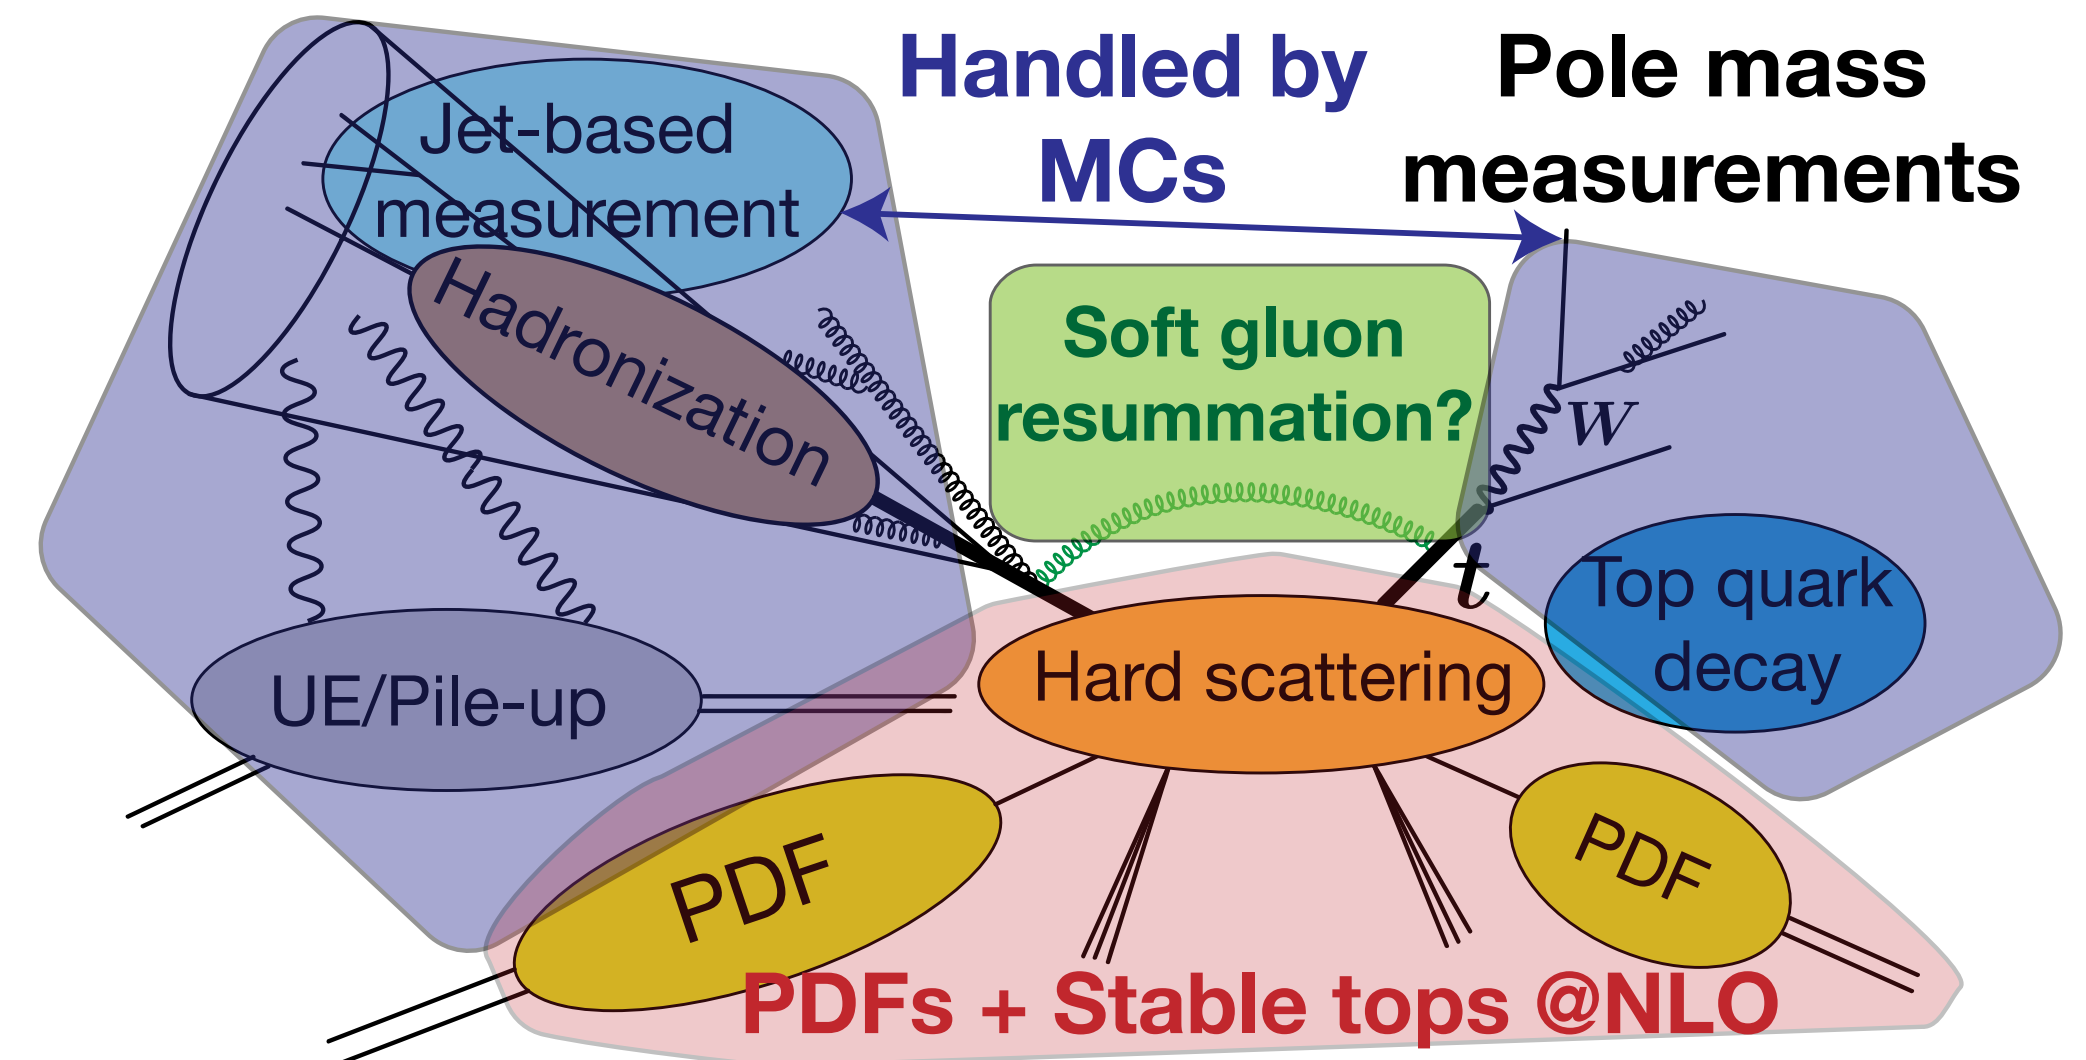 Handled by
MCs
Pole mass
measurements
Jet-based
measurement
Hadronization
Soft gluon
resummation?
W
t
Top quark
decay
UE/Pile-up
Hard scattering
PDF
PDF
PDFs + Stable tops @NLO